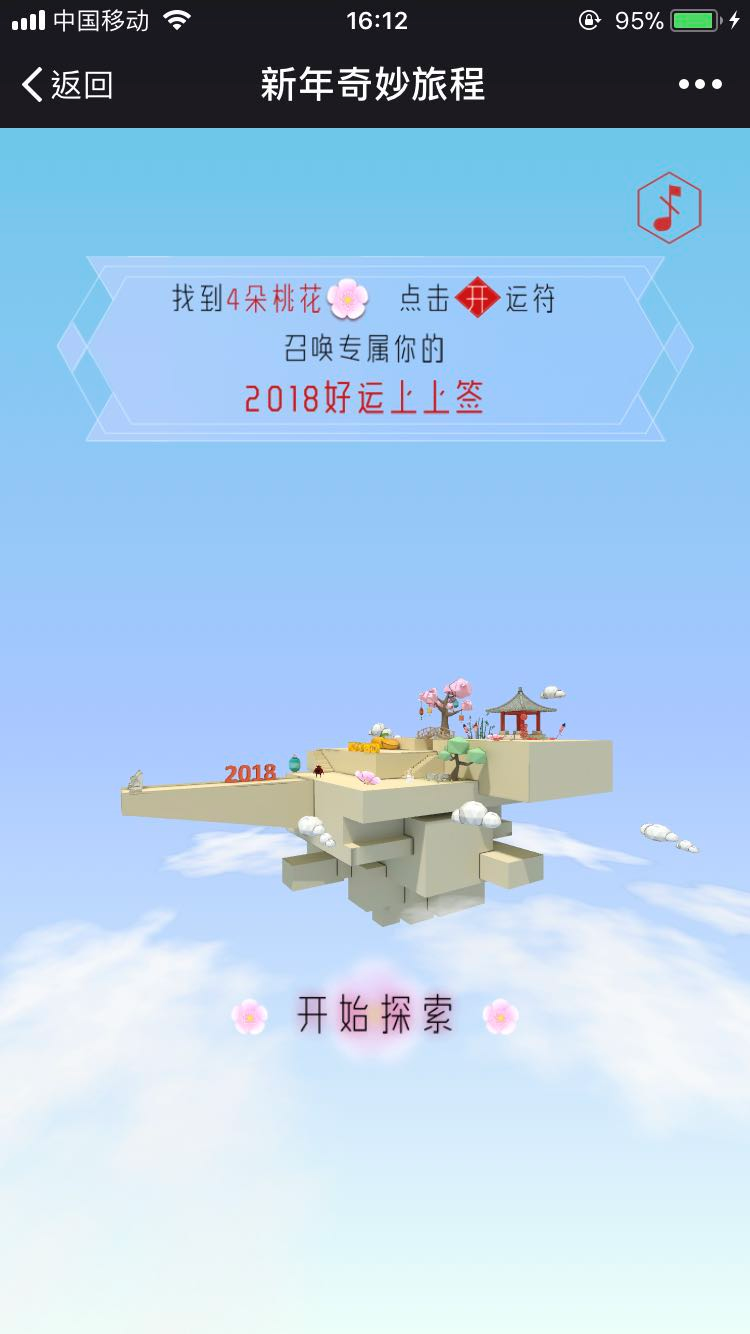 中国移动 16:12 95%
返回 新年奇妙旅程
找到4朵桃花 点击开运符
召唤专属你的
2018好运上上签
2018
开始探索